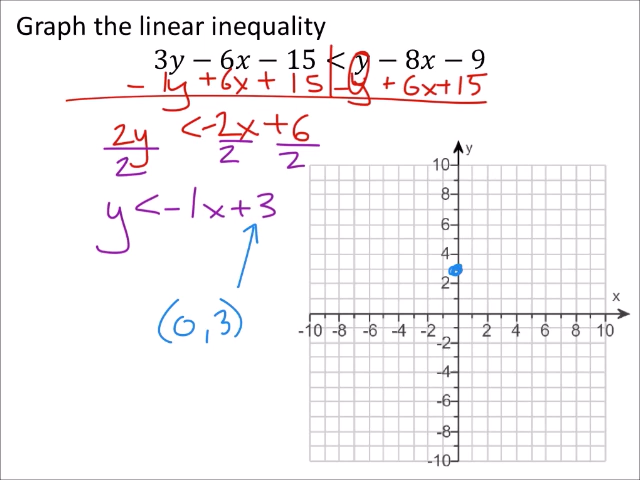 Graph the linear inequality
3y − 6x − 15 < y − 8x − 9
− 1y + 6x + 15 | − y + 6x + 15
2y < −2x + 6
2 2 2
y < −1x + 3
(0,3)
y
10
8
6
4
2
x
-10 -8 -6 -4 -2 2 4 6 8 10
-2
-4
-6
-8
-10